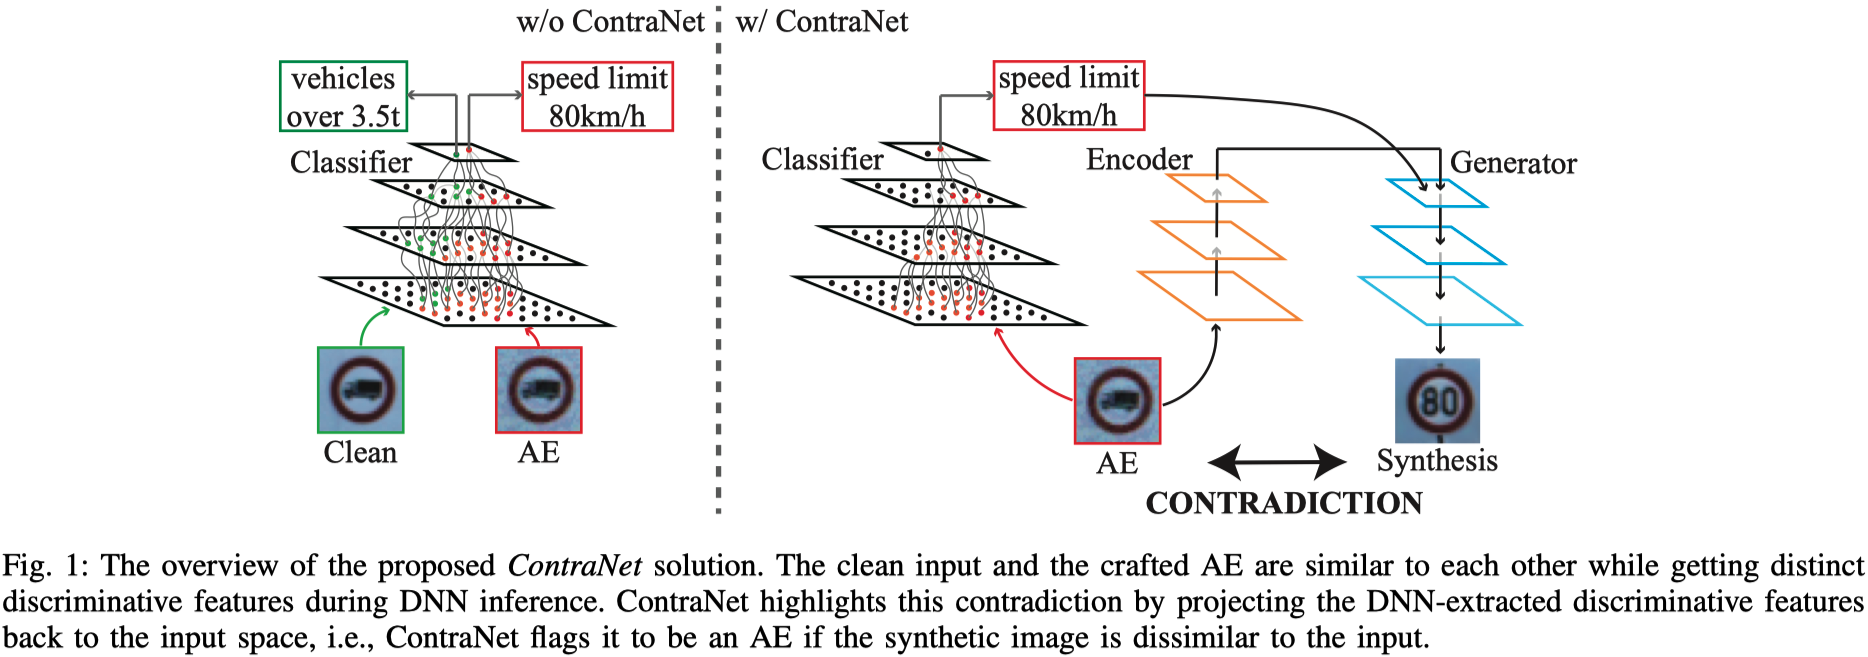 w/o ContraNet
w/ ContraNet
vehicles
over 3.5t
speed limit
80km/h
Classifier
Clean
AE
speed limit
80km/h
Classifier
Encoder
Generator
80
AE
Synthesis
CONTRADICTION
Fig. 1: The overview of the proposed ContraNet solution. The clean input and the crafted AE are similar to each other while getting distinct
discriminative features during DNN inference. ContraNet highlights this contradiction by projecting the DNN-extracted discriminative features
back to the input space, i.e., ContraNet flags it to be an AE if the synthetic image is dissimilar to the input.